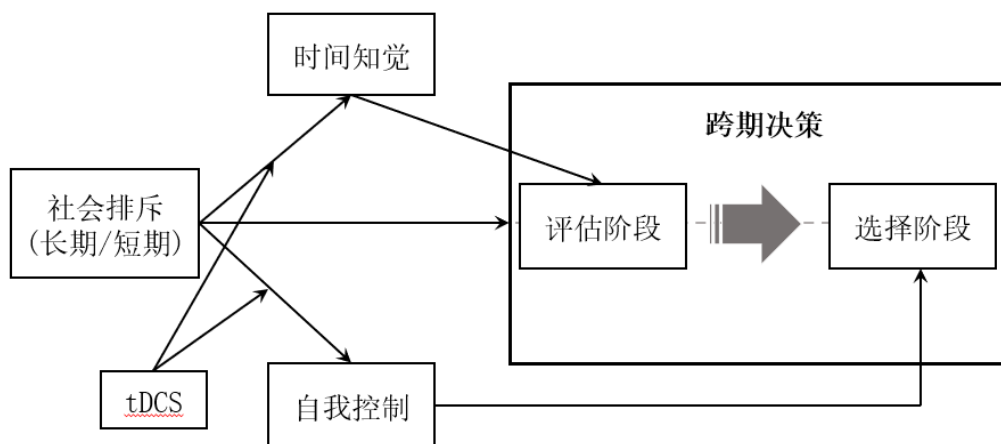 时间知觉
跨期决策
社会排斥
(长期/短期)
评估阶段
选择阶段
tDCS
自我控制